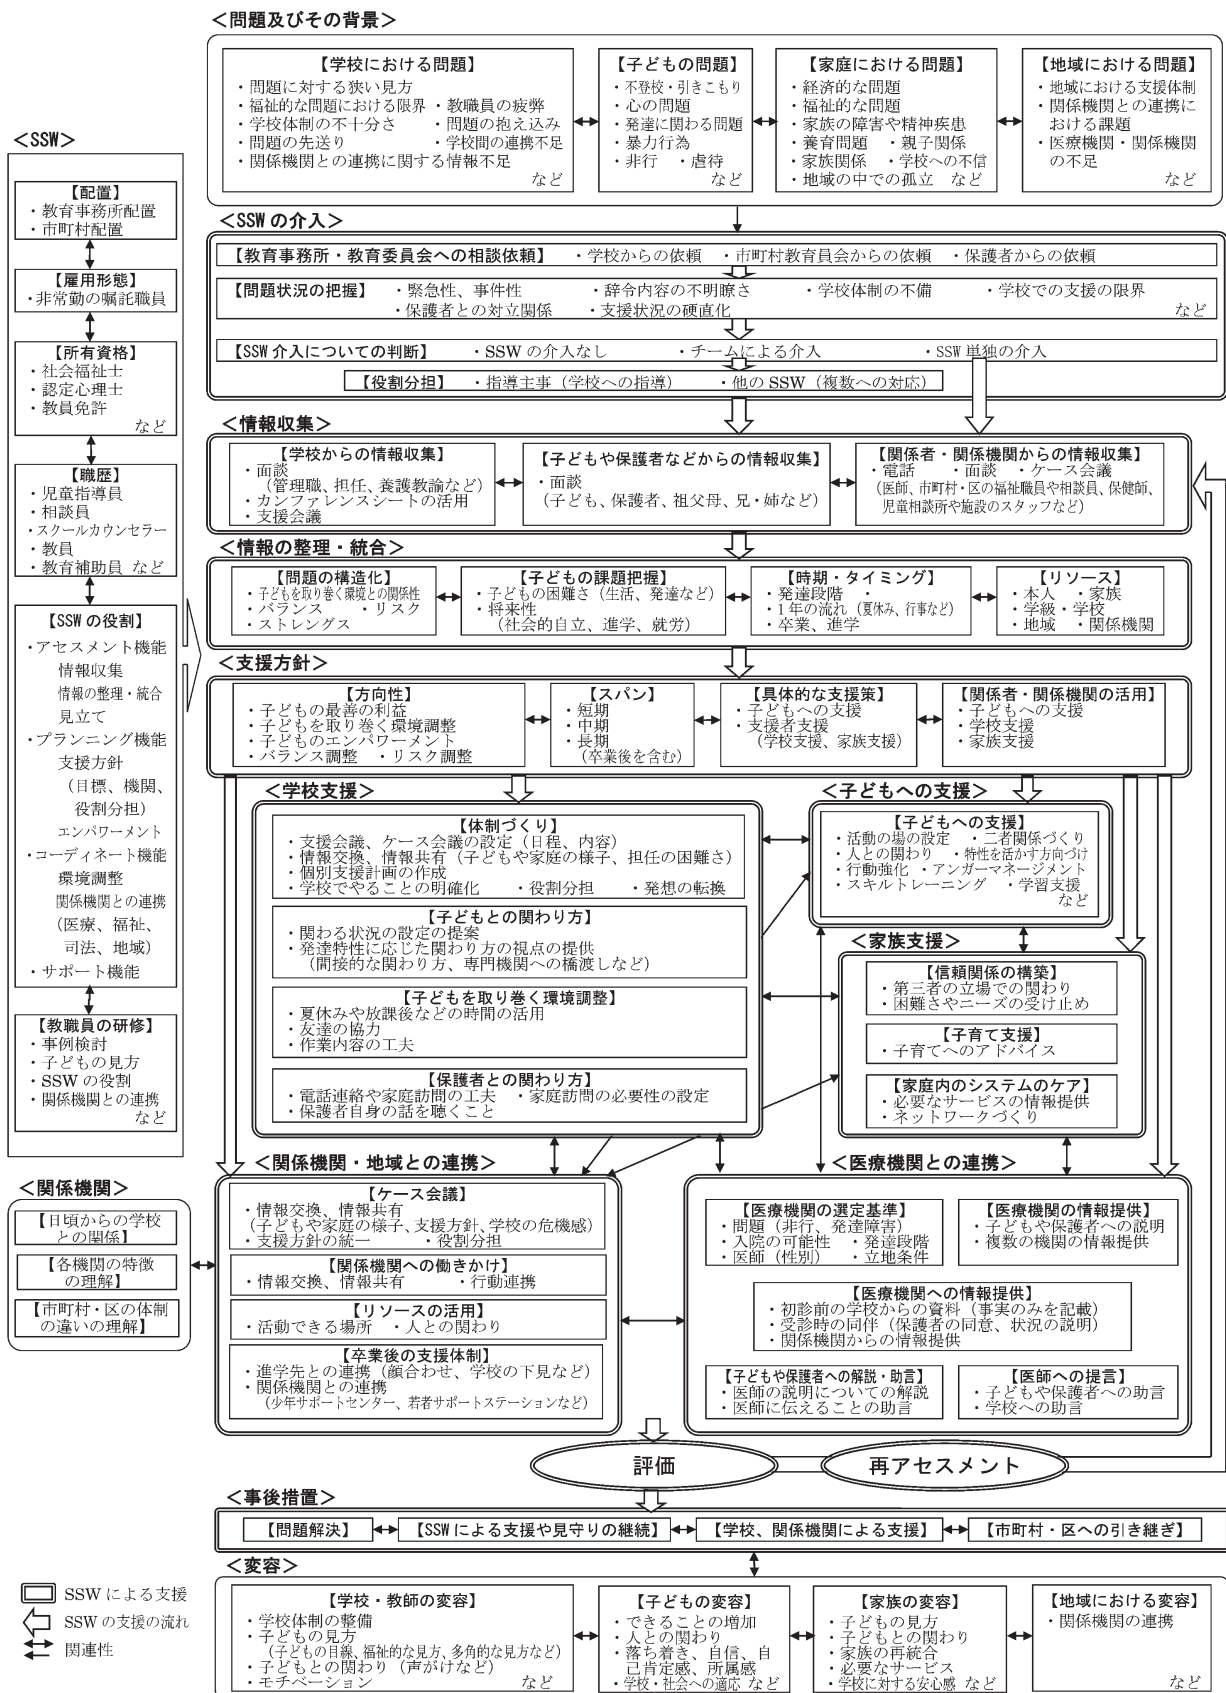 ＜問題及びその背景＞
【学校における問題】
・問題に対する狭い見方
・福祉的な問題における限界 ・教職員の疲弊
・学校体制の不十分さ ・問題の抱え込み
・問題の先送り ・学校間の連携不足
・関係機関との連携に関する情報不足
など
【子どもの問題】
・不登校・引きこもり
・心の問題
・発達に関わる問題
・暴力行為
・非行 ・虐待
など
【家庭における問題】
・経済的な問題
・福祉的な問題
・家族の障害や精神疾患
・養育問題 ・親子関係
・家族関係 ・学校への不信
・地域の中での孤立 など
【地域における問題】
・地域における支援体制
・関係機関との連携に
おける課題
・医療機関・関係機関
の不足
など
＜SSW＞
【配置】
・教育事務所配置
・市町村配置
【雇用形態】
・非常勤の嘱託職員
【所有資格】
・社会福祉士
・認定心理士
・教員免許
など
【職歴】
・児童指導員
・相談員
・スクールカウンセラー
・教員
・教育補助員 など
【SSW の役割】
・アセスメント機能
情報収集
情報の整理・統合
見立て
・プランニング機能
支援方針
（目標、機関、
役割分担）
エンパワーメント
・コーディネート機能
環境調整
関係機関との連携
（医療、福祉、
司法、地域）
・サポート機能
【教職員の研修】
・事例検討
・子どもの見方
・SSW の役割
・関係機関との連携
など
＜SSW の介入＞
【教育事務所・教育委員会への相談依頼】 ・学校からの依頼 ・市町村教育員会からの依頼 ・保護者からの依頼
【問題状況の把握】 ・緊急性、事件性 ・辞令内容の不明瞭さ ・学校体制の不備 ・学校での支援の限界
・保護者との対立関係 ・支援状況の硬直化 など
【SSW 介入についての判断】 ・SSW の介入なし ・チームによる介入 ・SSW 単独の介入
【役割分担】 ・指導主事（学校への指導） ・他の SSW（複数への対応）
＜情報収集＞
【学校からの情報収集】
・面談
（管理職、担任、養護教諭など）
・カンファレンスシートの活用
・支援会議
【子どもや保護者などからの情報収集】
・面談
（子ども、保護者、祖父母、兄・姉など）
【関係者・関係機関からの情報収集】
・電話 ・面談 ・ケース会議
（医師、市町村・区の福祉職員や相談員、保健師、
児童相談所や施設のスタッフなど）
＜情報の整理・統合＞
【問題の構造化】
・子どもを取り巻く環境との関係性
・バランス ・リスク
・ストレングス
【子どもの課題把握】
・子どもの困難さ（生活、発達など）
・将来性
（社会的自立、進学、就労）
【時期・タイミング】
・発達段階 ・
・1 年の流れ（夏休み、行事など）
・卒業、進学
【リソース】
・本人 ・家族
・学級・学校
・地域 ・関係機関
＜支援方針＞
【方向性】
・子どもの最善の利益
・子どもを取り巻く環境調整
・子どものエンパワーメント
・バランス調整 ・リスク調整
【スパン】
・短期
・中期
・長期
（卒業後を含む）
【具体的な支援策】
・子どもへの支援
・支援者支援
（学校支援、家族支援）
【関係者・関係機関の活用】
・子どもへの支援
・学校支援
・家族支援
＜学校支援＞
【体制づくり】
・支援会議、ケース会議の設定（日程、内容）
・情報交換、情報共有（子どもや家庭の様子、担任の困難さ）
・個別支援計画の作成
・学校でやることの明確化 ・役割分担 ・発想の転換
【子どもとの関わり方】
・関わる状況の設定の提案
・発達特性に応じた関わり方の視点の提供
（間接的な関わり方、専門機関への橋渡しなど）
【子どもを取り巻く環境調整】
・夏休みや放課後などの時間の活用
・友達の協力
・作業内容の工夫
【保護者との関わり方】
・電話連絡や家庭訪問の工夫 ・家庭訪問の必要性の設定
・保護者自身の話を聴くこと
＜子どもへの支援＞
【子どもへの支援】
・活動の場の設定 ・二者関係づくり
・人との関わり ・特性を活かす方向づけ
・行動強化 ・アンガーマネージメント
・スキルトレーニング ・学習支援
など
＜家族支援＞
【信頼関係の構築】
・第三者の立場での関わり
・困難さやニーズの受け止め
【子育て支援】
・子育てへのアドバイス
【家庭内のシステムのケア】
・必要なサービスの情報提供
・ネットワークづくり
＜関係機関＞
【日頃からの学校
との関係】
【各機関の特徴
の理解】
【市町村・区の体制
の違いの理解】
＜関係機関・地域との連携＞
【ケース会議】
・情報交換、情報共有
（子どもや家庭の様子、支援方針、学校の危機感）
・支援方針の統一 ・役割分担
【関係機関への働きかけ】
・情報交換、情報共有 ・行動連携
【リソースの活用】
・活動できる場所 ・人との関わり
【卒業後の支援体制】
・進学先との連携（顔合わせ、学校の下見など）
・関係機関との連携
（少年サポートセンター、若者サポートステーションなど）
＜医療機関との連携＞
【医療機関の選定基準】
・問題（非行、発達障害）
・入院の可能性 ・発達段階
・医師（性別） ・立地条件
【医療機関の情報提供】
・子どもや保護者への説明
・複数の機関の情報提供
【医療機関への情報提供】
・初診前の学校からの資料（事実のみを記載）
・受診時の同伴（保護者の同意、状況の説明）
・関係機関からの情報提供
【子どもや保護者への解説・助言】
・医師の説明についての解説
・医師に伝えることの助言
【医師への提言】
・子どもや保護者への助言
・学校への助言
評価
再アセスメント
＜事後措置＞
【問題解決】
【SSW による支援や見守りの継続】
【学校、関係機関による支援】
【市町村・区への引き継ぎ】
＜変容＞
【学校・教師の変容】
・学校体制の整備
・子どもの見方
（子どもの目線、福祉的な見方、多角的な見方など）
・子どもとの関わり（声がけなど）
・モチベーション など
【子どもの変容】
・できることの増加
・人との関わり
・落ち着き、自信、自
己肯定感、所属感
・学校・社会への適応 など
【家族の変容】
・子どもの見方
・子どもとの関わり
・家族の再統合
・必要なサービス
・学校に対する安心感 など
【地域における変容】
・関係機関の連携
など
SSW による支援
SSW の支援の流れ
関連性